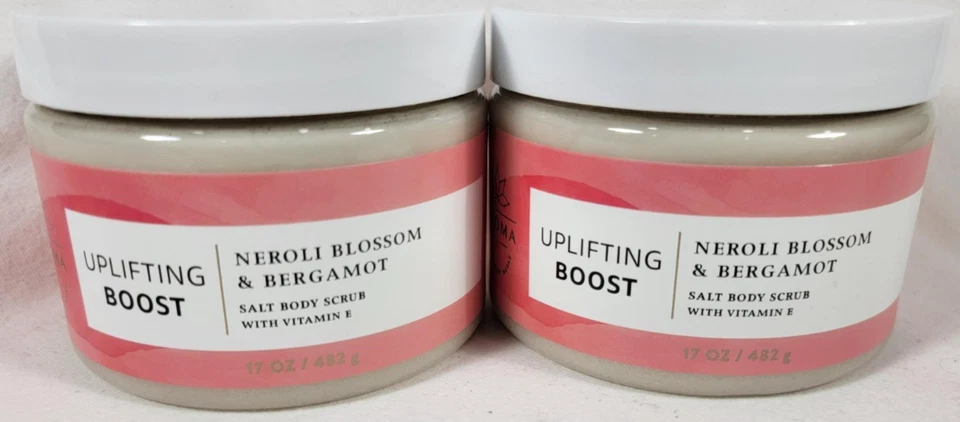 UPLIFTING
BOOST
NEROLI BLOSSOM
& BERGAMOT
SALT BODY SCRUB
WITH VITAMIN E
17 OZ / 482 g
UPLIFTING
BOOST
NEROLI BLOSSOM
& BERGAMOT
SALT BODY SCRUB
WITH VITAMIN E
17 OZ / 482 g